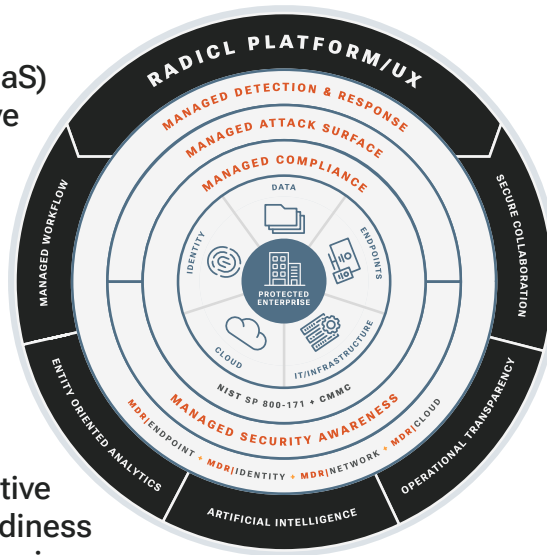 aS)
ve
RADICL PLATFORM/UX
MANAGED DETECTION & RESPONSE
MANAGED ATTACK SURFACE
MANAGED COMPLIANCE
DATA
IDENTITY
ENDPOINTS
PROTECTED
ENTERPRISE
CLOUD
IT/INFRASTRUCTURE
NIST SP 800-171 + CMMC
MANAGED SECURITY AWARENESS
MDR|ENDPOINT + MDR|IDENTITY + MDR|NETWORK + MDR|CLOUD
MANAGED WORKFLOW
SECURE COLLABORATION
ENTITY ORIENTED ANALYTICS
OPERATIONAL TRANSPARENCY
ARTIFICIAL INTELLIGENCE
tive
diness